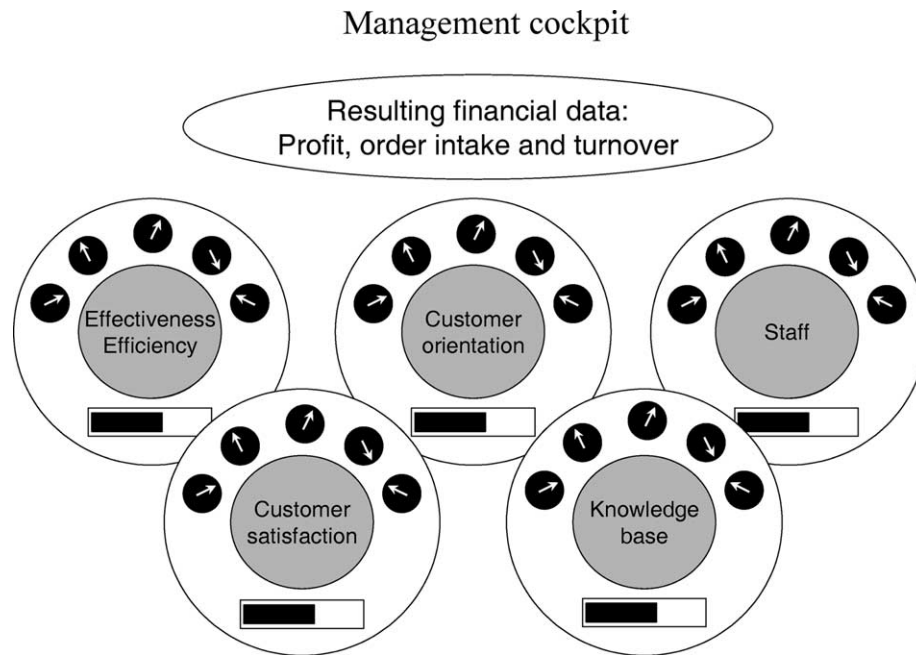 Management cockpit
Resulting financial data:
Profit, order intake and turnover
Effectiveness
Efficiency
Customer
orientation
Staff
Customer
satisfaction
Knowledge
base